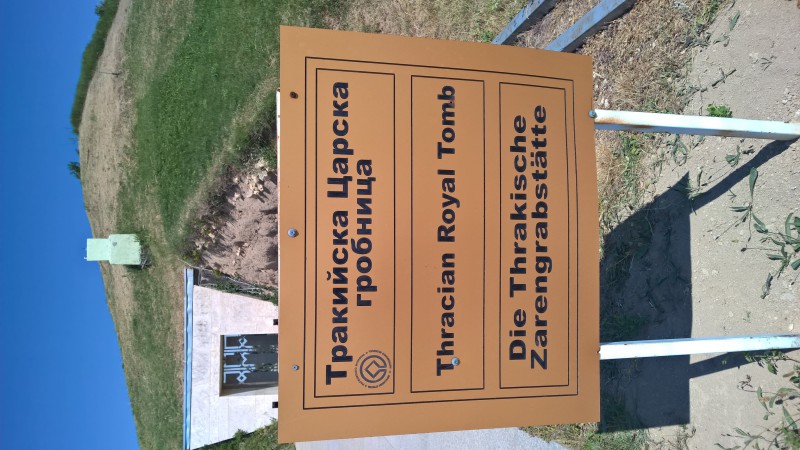 Тракийска Царска
гробница
Thracian Royal Tomb
Die Thrakische
Zarengrabstätte